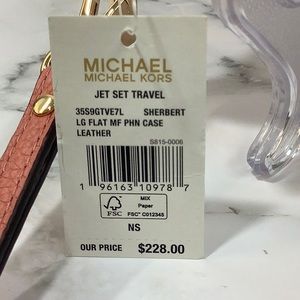 MICHAEL
MICHAEL KORS
JET SET TRAVEL
35S9GTVE7L SHERBERT
LG FLAT MF PHN CASE
LEATHER
S815-0006
1 96163 10978 7
FSC
MIX
Paper
FSC® C012345
NS
OUR PRICE $228.00